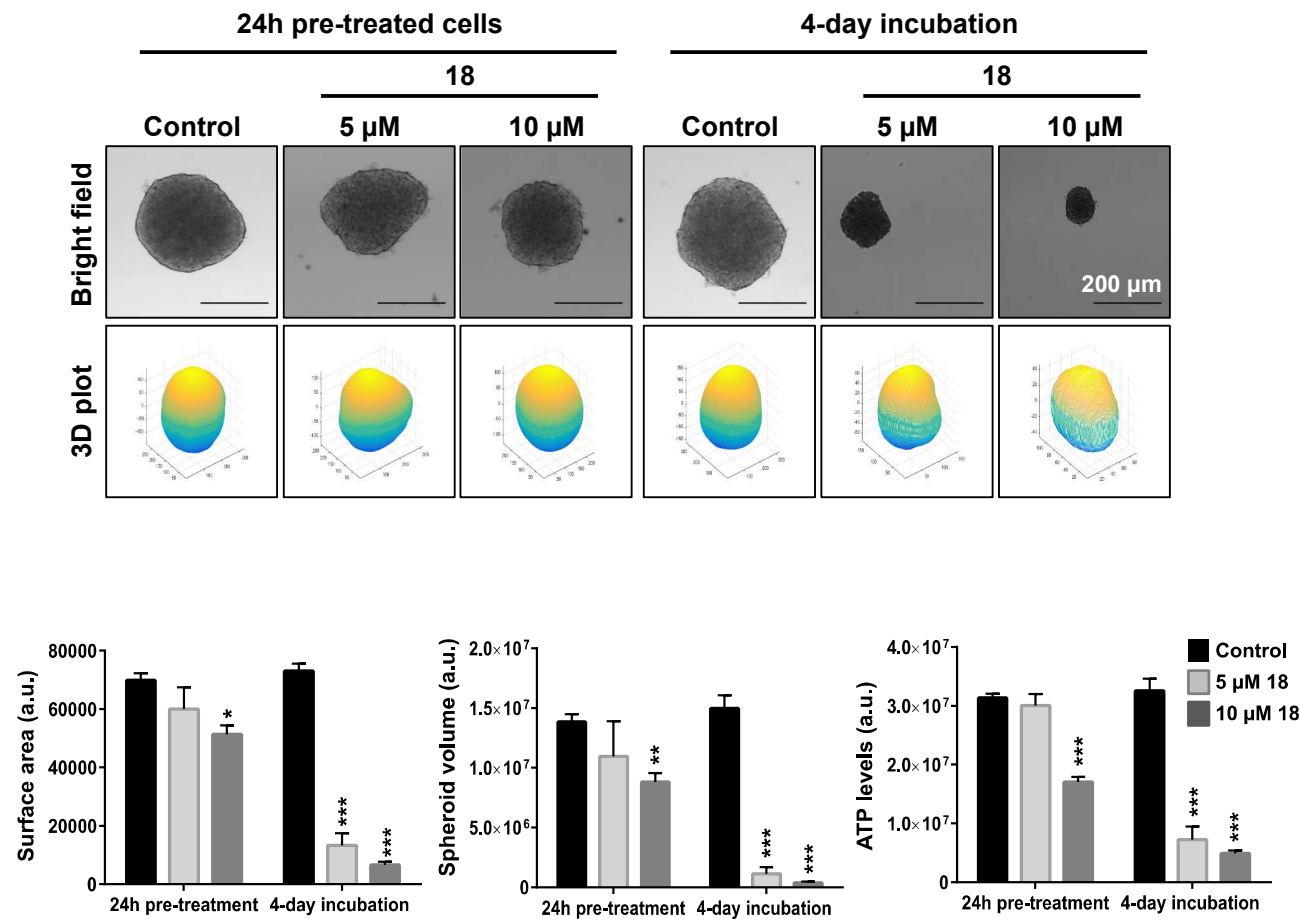 24h pre-treated cells 4-day incubation
18 18
Control 5 µM 10 µM Control 5 µM 10 µM
Bright field
200 µm
3D plot
Surface area (a.u.)
80000
60000
40000
20000
0
*
***
***
24h pre-treatment 4-day incubation
Spheroid volume (a.u.)
2.0×10⁷
1.5×10⁷
1.0×10⁷
5.0×10⁶
0
**
***
***
24h pre-treatment 4-day incubation
ATP levels (a.u.)
4.0×10⁷
3.0×10⁷
2.0×10⁷
1.0×10⁷
0
***
***
***
24h pre-treatment 4-day incubation
Control
5 µM 18
10 µM 18